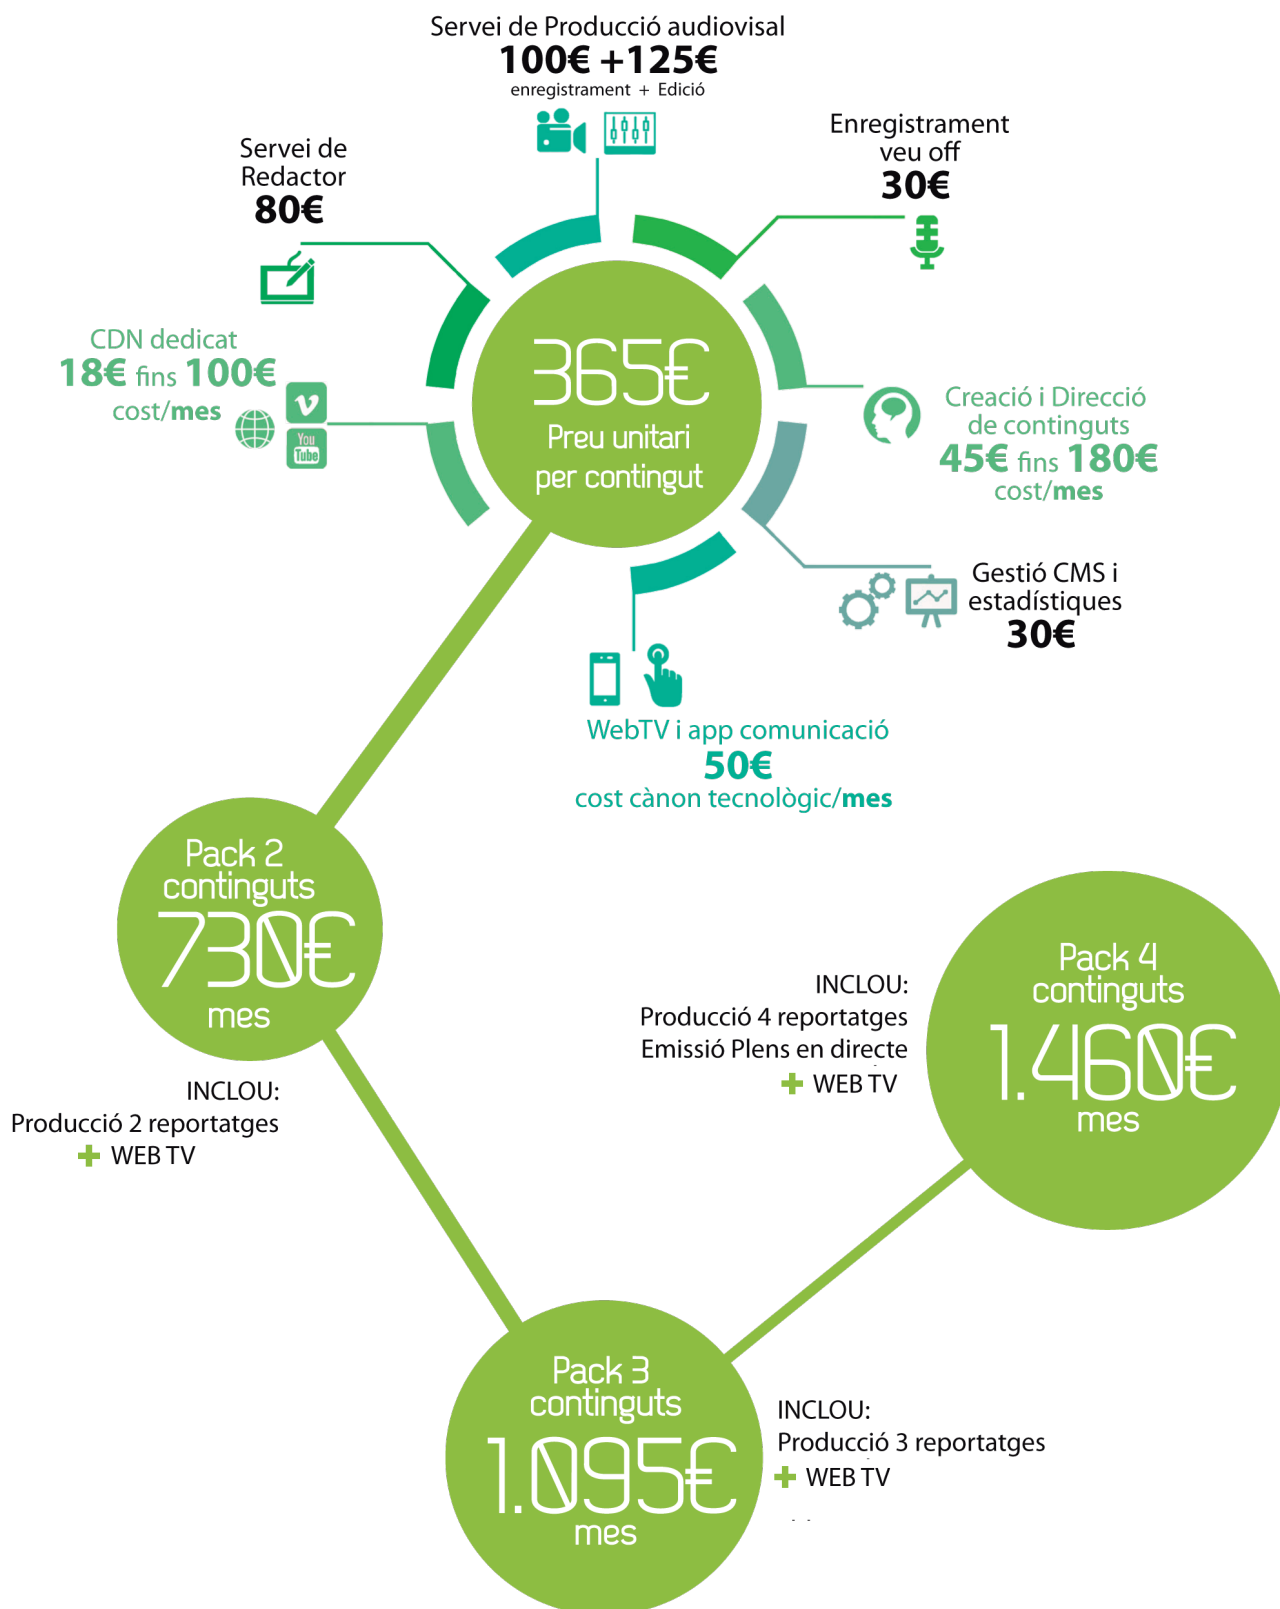 Servei de Producció audiovisal
100€ +125€
enregistrament + Edició
Enregistrament
veu off
30€
Servei de
Redactor
80€
CDN dedicat
18€ fins 100€
cost/mes
You
Tube
365€
Preu unitari
per contingut
Creació i Direcció
de continguts
45€ fins 180€
cost/mes
Gestió CMS i
estadístiques
30€
WebTV i app comunicació
50€
cost cànon tecnològic/mes
Pack 2
continguts
730€
mes
INCLOU:
Producció 2 reportatges
+ WEB TV
INCLOU:
Producció 4 reportatges
Emissió Plens en directe
+ WEB TV
Pack 4
continguts
1.460€
mes
Pack 3
continguts
1.095€
mes
INCLOU:
Producció 3 reportatges
+ WEB TV